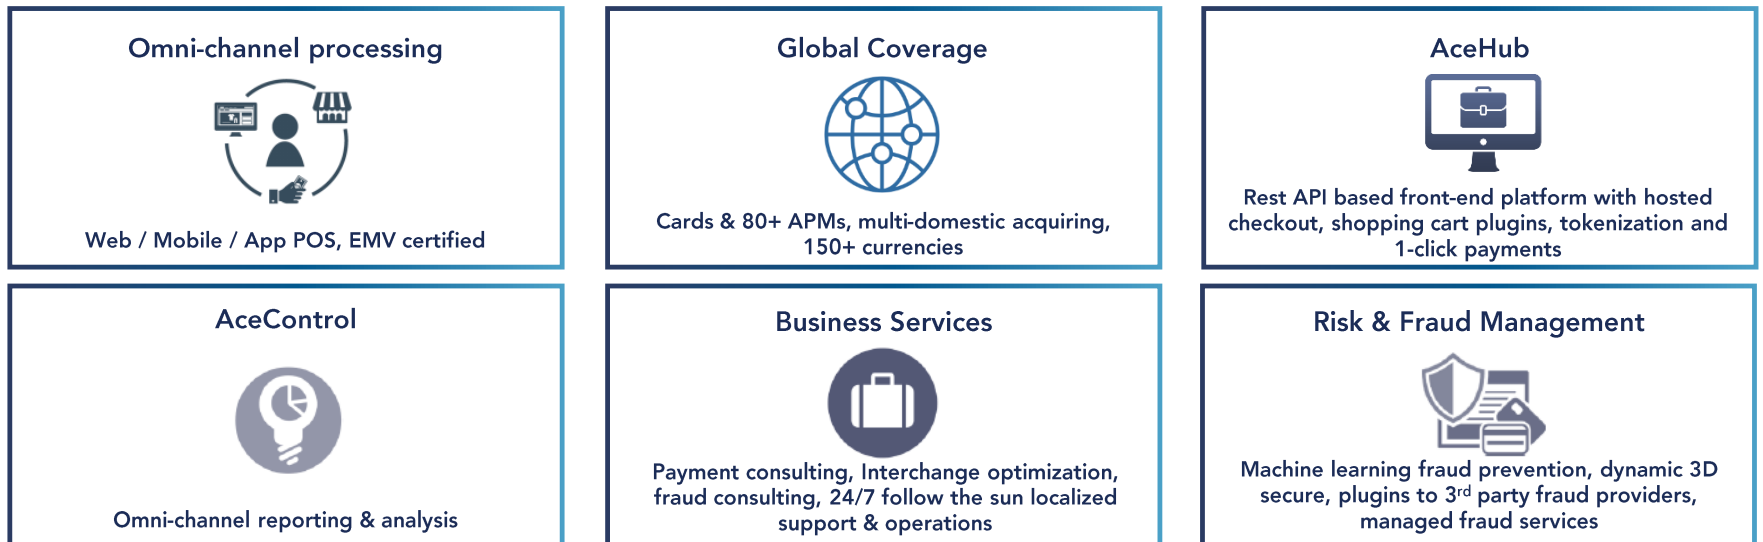 Omni-channel processing
Web / Mobile / App POS, EMV certified
Global Coverage
Cards & 80+ APMs, multi-domestic acquiring,
150+ currencies
AceHub
Rest API based front-end platform with hosted
checkout, shopping cart plugins, tokenization and
1-click payments
AceControl
Omni-channel reporting & analysis
Business Services
Payment consulting, Interchange optimization,
fraud consulting, 24/7 follow the sun localized
support & operations
Risk & Fraud Management
Machine learning fraud prevention, dynamic 3D
secure, plugins to 3rd party fraud providers,
managed fraud services